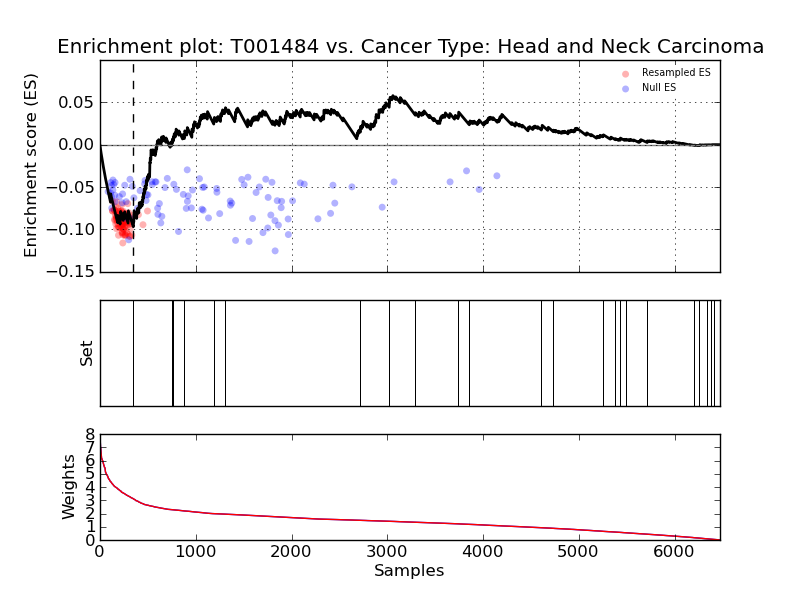 Enrichment plot: T001484 vs. Cancer Type: Head and Neck Carcinoma
Enrichment score (ES)
0.05
0.00
−0.05
−0.10
−0.15
Resampled ES
Null ES
Set
Weights
8
7
6
5
4
3
2
1
0
0 1000 2000 3000 4000 5000 6000
Samples